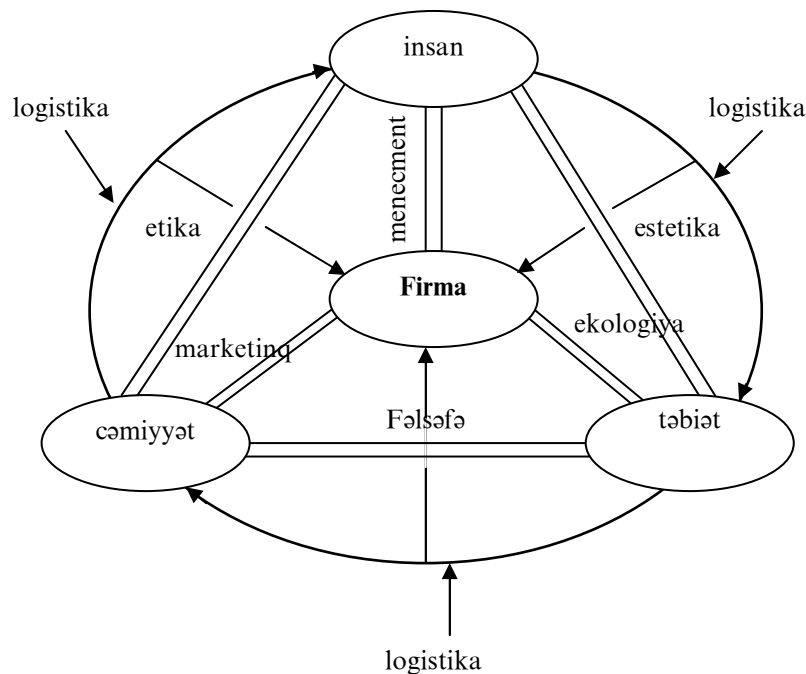 insan
logistika
logistika
menecment
etika
estetika
Firma
ekologiya
marketinq
Fəlsəfə
cəmiyyət
təbiət
logistika